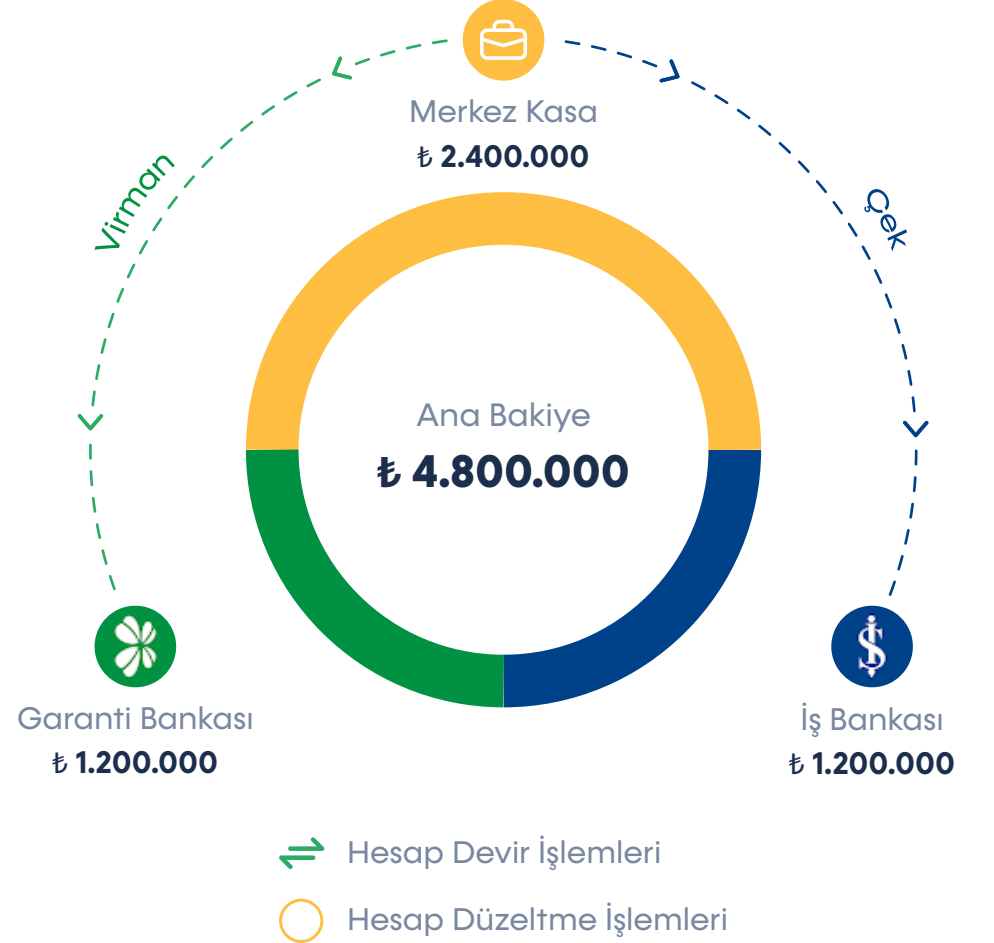 Merkez Kasa
₺ 2.400.000
Virman
Çek
Ana Bakiye
₺ 4.800.000
Garanti Bankası
₺ 1.200.000
İş Bankası
₺ 1.200.000
Hesap Devir İşlemleri
Hesap Düzeltme İşlemleri